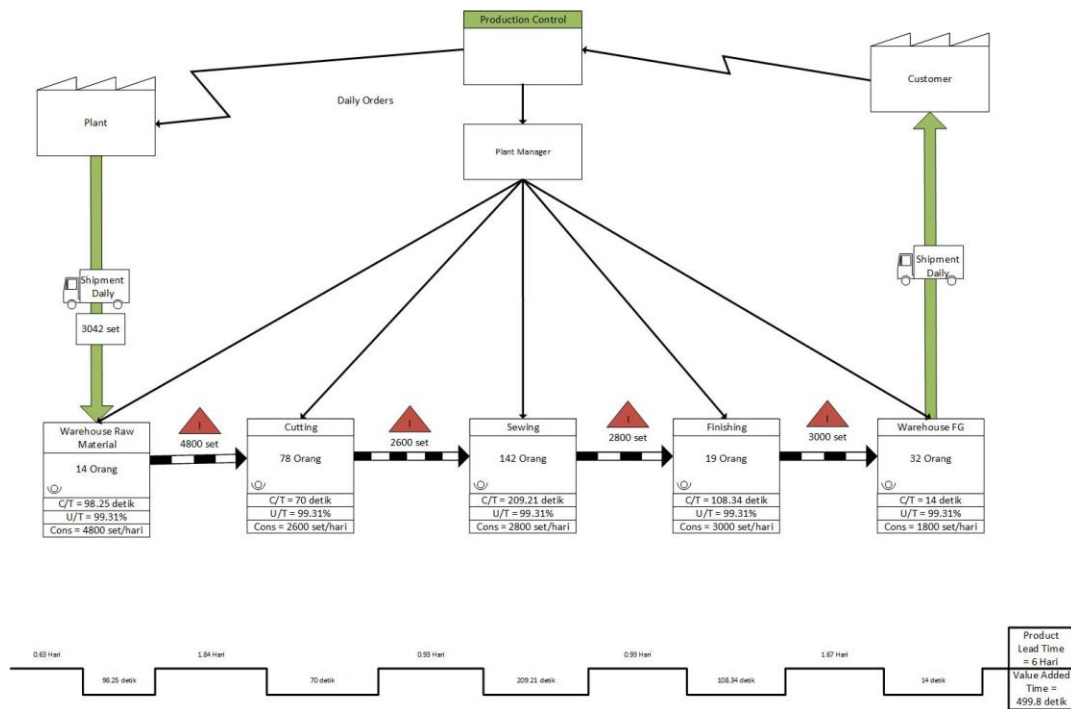 Production Control
Customer
Plant
Daily Orders
Plant Manager
Shipment
Daily
3042 set
Shipment
Daily
I
4800 set
I
2600 set
I
2800 set
I
3000 set
Warehouse Raw
Material
14 Orang
C/T = 98.25 detik
U/T = 99.31%
Cons = 4800 set/hari
Cutting
78 Orang
C/T = 70 detik
U/T = 99.31%
Cons = 2600 set/hari
Sewing
142 Orang
C/T = 209.21 detik
U/T = 99.31%
Cons = 2800 set/hari
Finishing
19 Orang
C/T = 108.34 detik
U/T = 99.31%
Cons = 3000 set/hari
Warehouse FG
32 Orang
C/T = 14 detik
U/T = 99.31%
Cons = 1800 set/hari
0.63 Hari
98.25 detik
1.84 Hari
70 detik
0.93 Hari
209.21 detik
0.93 Hari
108.34 detik
1.67 Hari
14 detik
Product
Lead Time
= 6 Hari
Value Added
Time =
499.8 detik